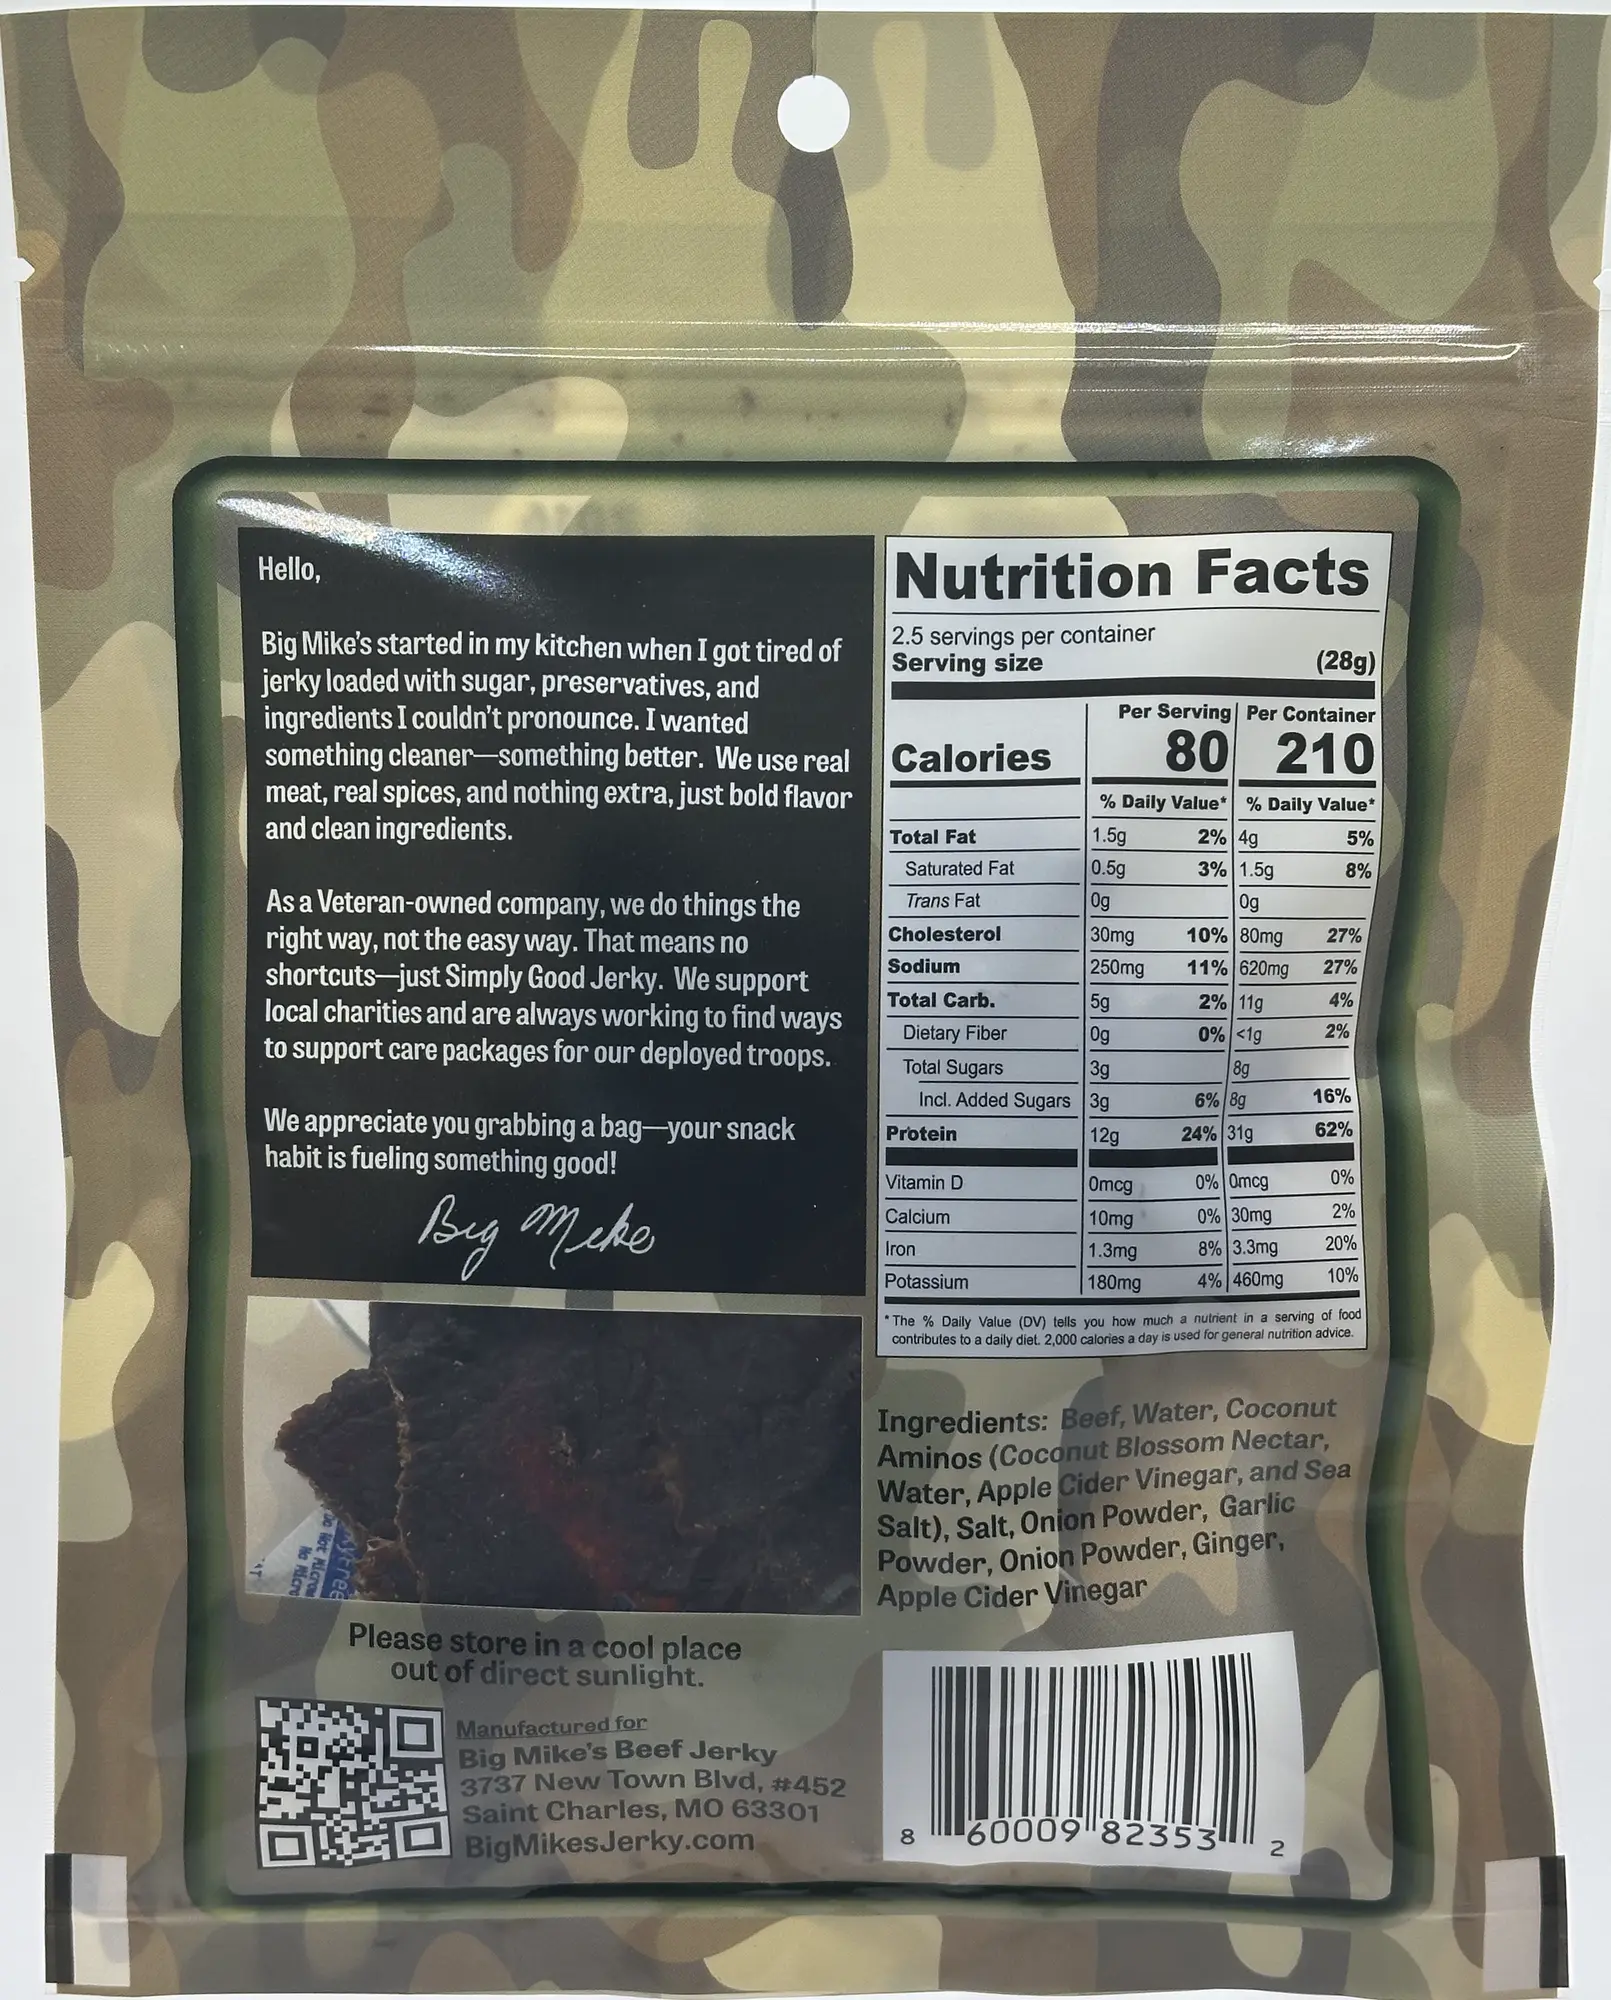 Hello,
Big Mike's started in my kitchen when I got tired of
jerky loaded with sugar, preservatives, and
ingredients I couldn't pronounce. I wanted
something cleaner—something better. We use real
meat, real spices, and nothing extra, just bold flavor
and clean ingredients.
As a Veteran-owned company, we do things the
right way, not the easy way. That means no
shortcuts—just Simply Good Jerky. We support
local charities and are always working to find ways
to support care packages for our deployed troops.
We appreciate you grabbing a bag—your snack
habit is fueling something good!
Big Mike
Nutrition Facts
2.5 servings per container
Serving size (28g)
Per Serving Per Container
Calories 80 210
% Daily Value* % Daily Value*
Total Fat 1.5g 2% 4g 5%
Saturated Fat 0.5g 3% 1.5g 8%
Trans Fat 0g 0g
Cholesterol 30mg 10% 80mg 27%
Sodium 250mg 11% 620mg 27%
Total Carb. 5g 2% 11g 4%
Dietary Fiber 0g 0% <1g 2%
Total Sugars 3g 8g
Incl. Added Sugars 3g 6% 8g 16%
Protein 12g 24% 31g 62%
Vitamin D 0mcg 0% 0mcg 0%
Calcium 10mg 0% 30mg 2%
Iron 1.3mg 8% 3.3mg 20%
Potassium 180mg 4% 460mg 10%
* The % Daily Value (DV) tells you how much a nutrient in a serving of food
contributes to a daily diet. 2,000 calories a day is used for general nutrition advice.
Ingredients: Beef, Water, Coconut
Aminos (Coconut Blossom Nectar,
Water, Apple Cider Vinegar, and Sea
Salt), Salt, Onion Powder, Garlic
Powder, Onion Powder, Ginger,
Apple Cider Vinegar
Please store in a cool place
out of direct sunlight.
Manufactured for
Big Mike's Beef Jerky
3737 New Town Blvd, #452
Saint Charles, MO 63301
BigMikesJerky.com
8 60009 82353 2